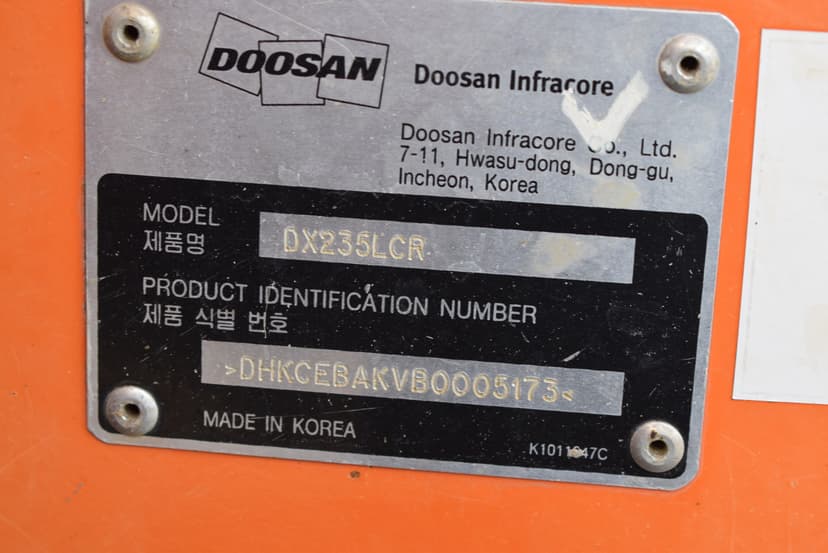 DOOSAN Doosan Infracore
Doosan Infracore Co., Ltd.
7-11, Hwasu-dong, Dong-gu,
Incheon, Korea
MODEL
제품명
DX235LCR
PRODUCT IDENTIFICATION NUMBER
제품 식별 번호
>DHKCEBAKVB0005173<
MADE IN KOREA